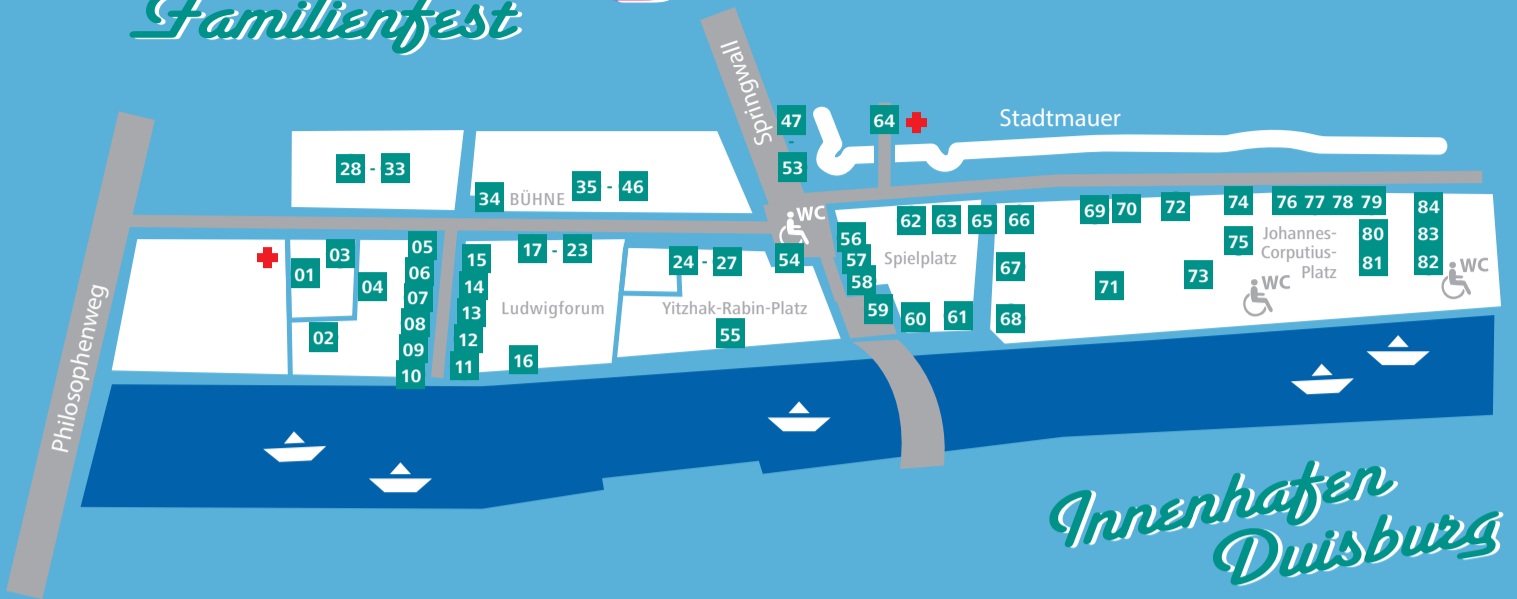 Familienfest
Springwall
47
-
53
64
Stadtmauer
28 - 33
34 BÜHNE 35 - 46
WC
Philosophenweg
01
03
02
04
05
06
07
08
09
10
15
14
13
12
11
17 - 23
Ludwigforum
16
24 - 27
Yitzhak-Rabin-Platz
55
54
56
57
58
59
62 63 65 66
Spielplatz
60 61
67
68
69 70 72
71
73
74
75
76 77 78 79
Johannes-
Corputius-
Platz
80
81
84
83
82
WC
WC
Innenhafen
Duisburg